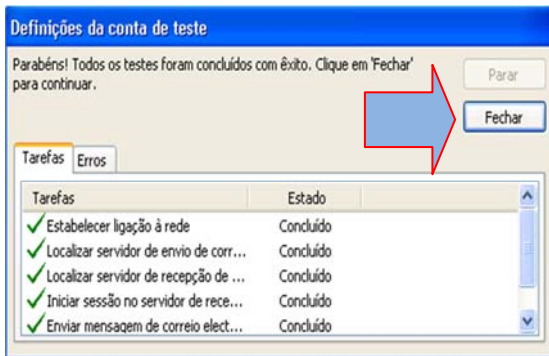 Definições da conta de teste
Parabéns! Todos os testes foram concluídos com êxito. Clique em 'Fechar'
para continuar.
Parar
Fechar
Tarefas Erros
Tarefas Estado
Estabelecer ligação à rede Concluído
Localizar servidor de envio de corr... Concluído
Localizar servidor de recepção de ... Concluído
Iniciar sessão no servidor de rece... Concluído
Enviar mensagem de correio elect... Concluído